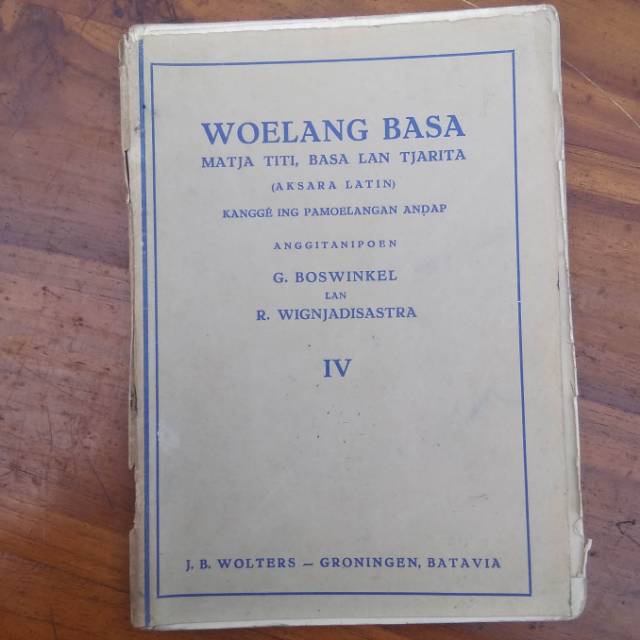 WOELANG BASA
MATJA TITI, BASA LAN TJARITA
(AKSARA LATIN)
KANGGÉ ING PAMOELANGAN ANḌAP
ANGGITANIPOEN
G. BOSWINKEL
LAN
R. WIGNJADISASTRA
IV
J. B. WOLTERS — GRONINGEN, BATAVIA